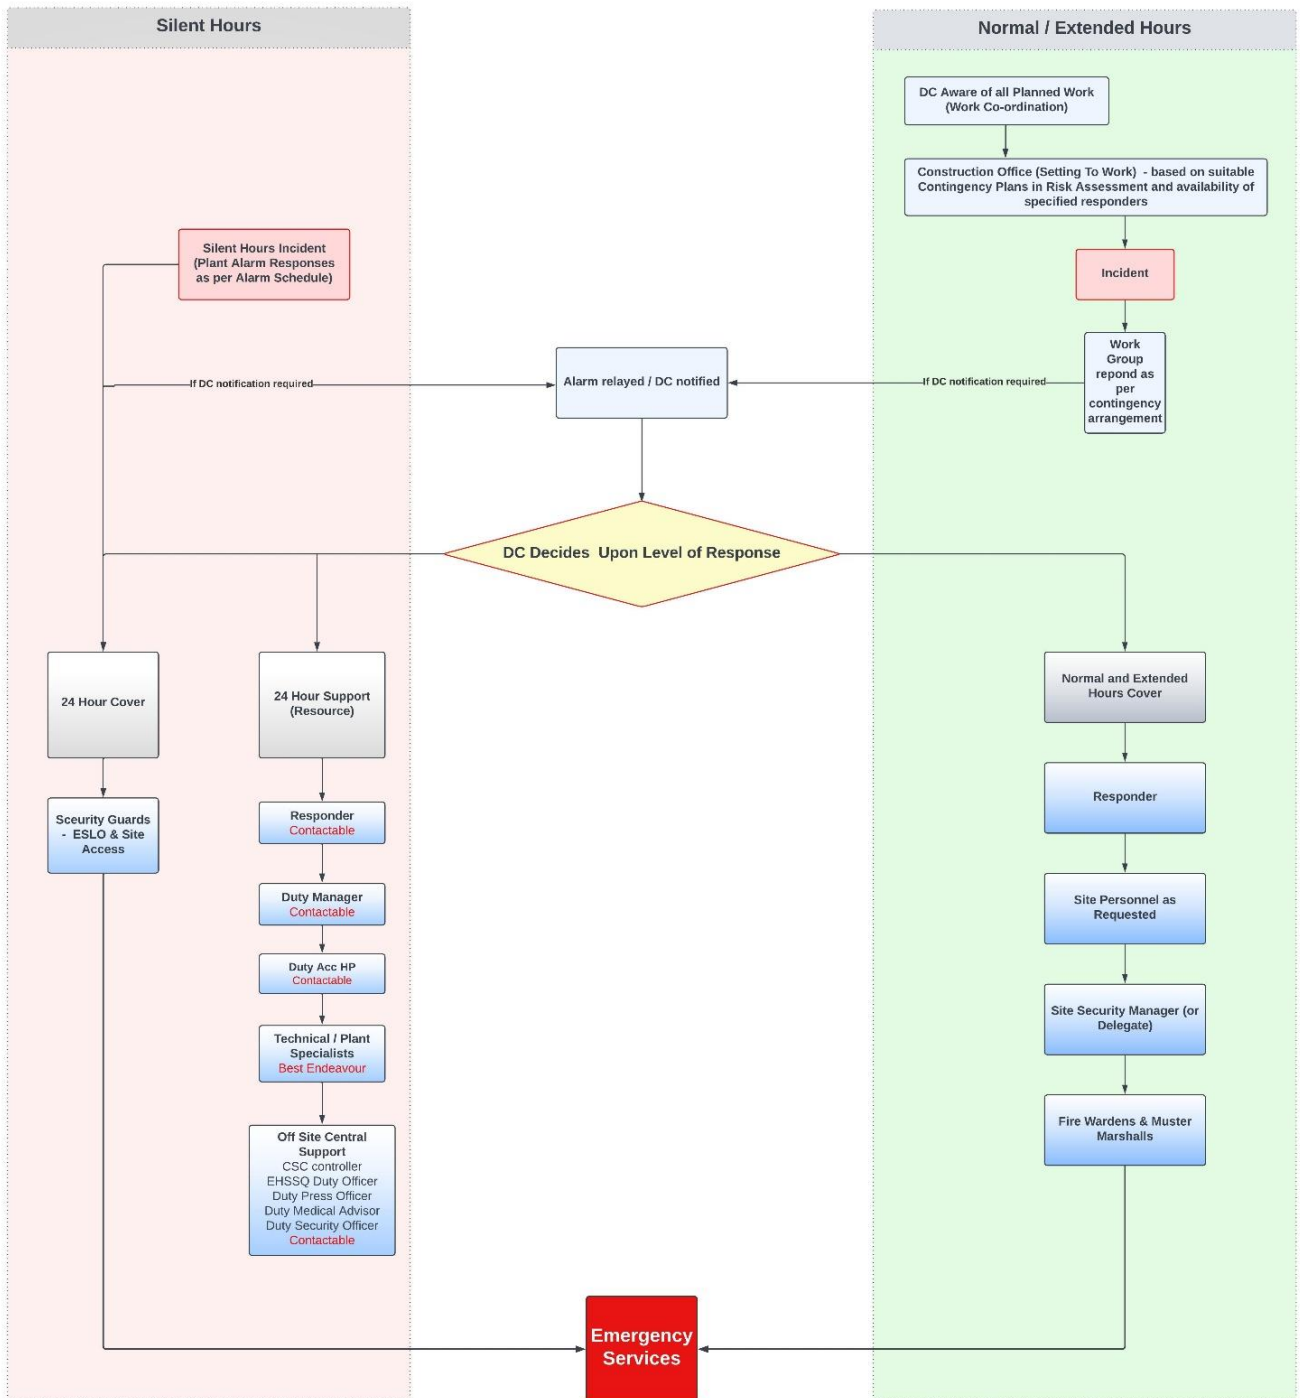 Silent Hours
Normal / Extended Hours
DC Aware of all Planned Work
(Work Co-ordination)
Construction Office (Setting To Work)  - based on suitable
Contingency Plans in Risk Assessment and availability of
specified responders
Silent Hours Incident
(Plant Alarm Responses
as per Alarm Schedule)
Incident
Work
Group
repond as
per
contingency
arrangement
If DC notification required
Alarm relayed / DC notified
If DC notification required
DC Decides  Upon Level of Response
24 Hour Cover
Sceurity Guards
-  ESLO & Site
Access
24 Hour Support
(Resource)
Responder
Contactable
Duty Manager
Contactable
Duty Acc HP
Contactable
Technical / Plant
Specialists
Best Endeavour
Off Site Central
Support
CSC controller
EHSSQ Duty Officer
Duty Press Officer
Duty Medical Advisor
Duty Security Officer
Contactable
Normal and Extended
Hours Cover
Responder
Site Personnel as
Requested
Site Security Manager (or
Delegate)
Fire Wardens & Muster
Marshalls
Emergency
Services